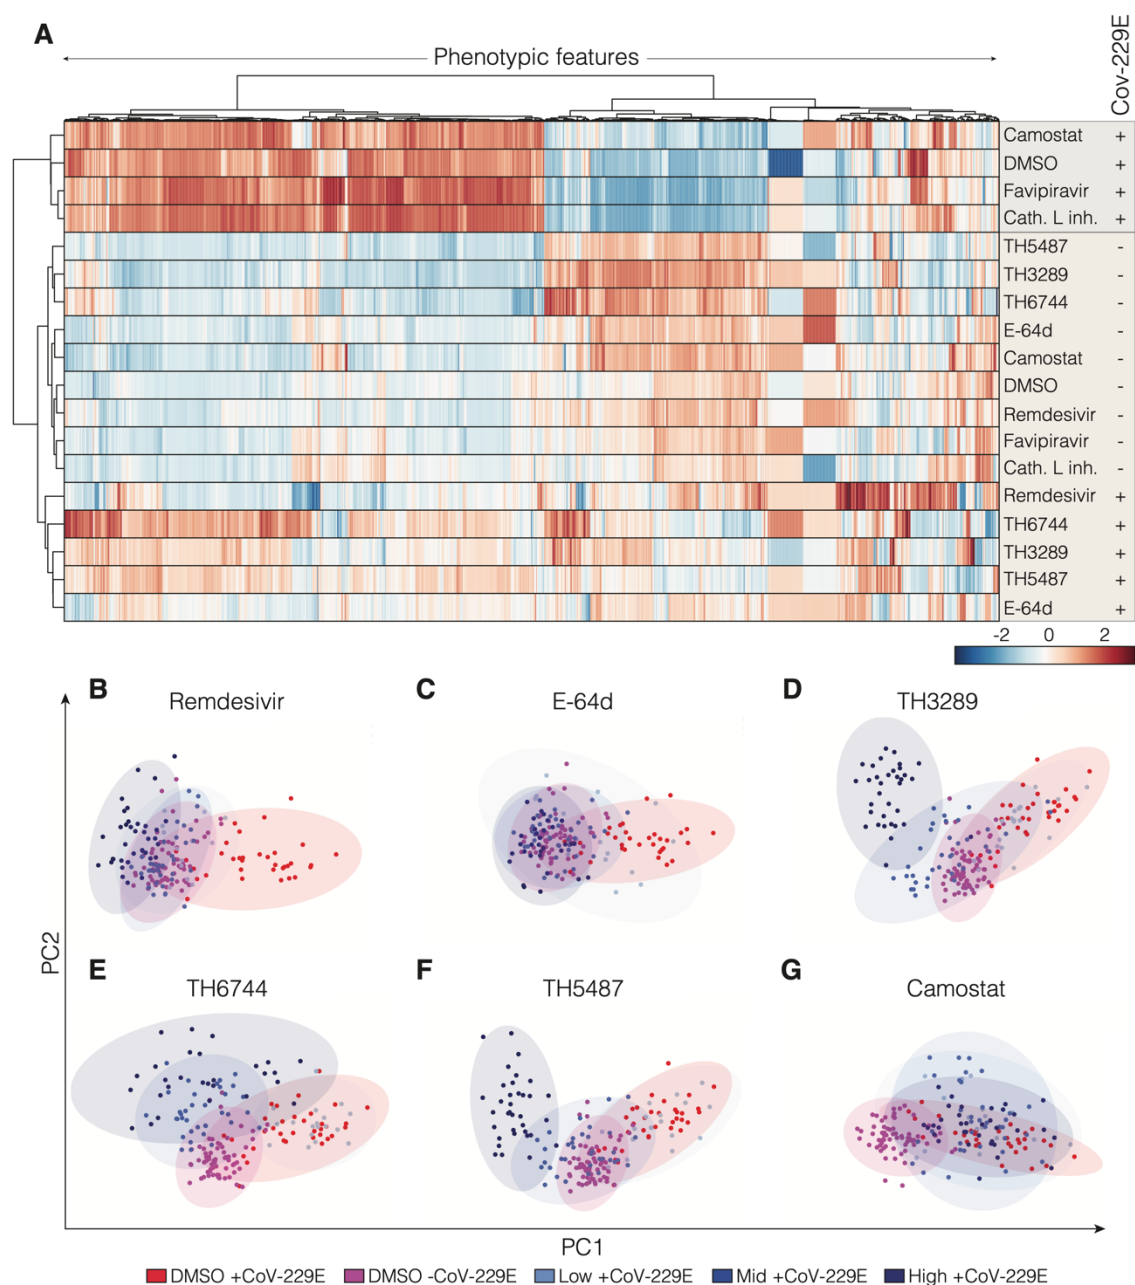 A
Phenotypic features
Cov-229E
Camostat +
DMSO +
Favipiravir +
Cath. L inh. +
TH5487 -
TH3289 -
TH6744 -
E-64d -
Camostat -
DMSO -
Remdesivir -
Favipiravir -
Cath. L inh. -
Remdesivir +
TH6744 +
TH3289 +
TH5487 +
E-64d +
-2 0 2
B Remdesivir
C E-64d
D TH3289
E TH6744
F TH5487
G Camostat
PC2
PC1
DMSO +CoV-229E DMSO -CoV-229E Low +CoV-229E Mid +CoV-229E High +CoV-229E